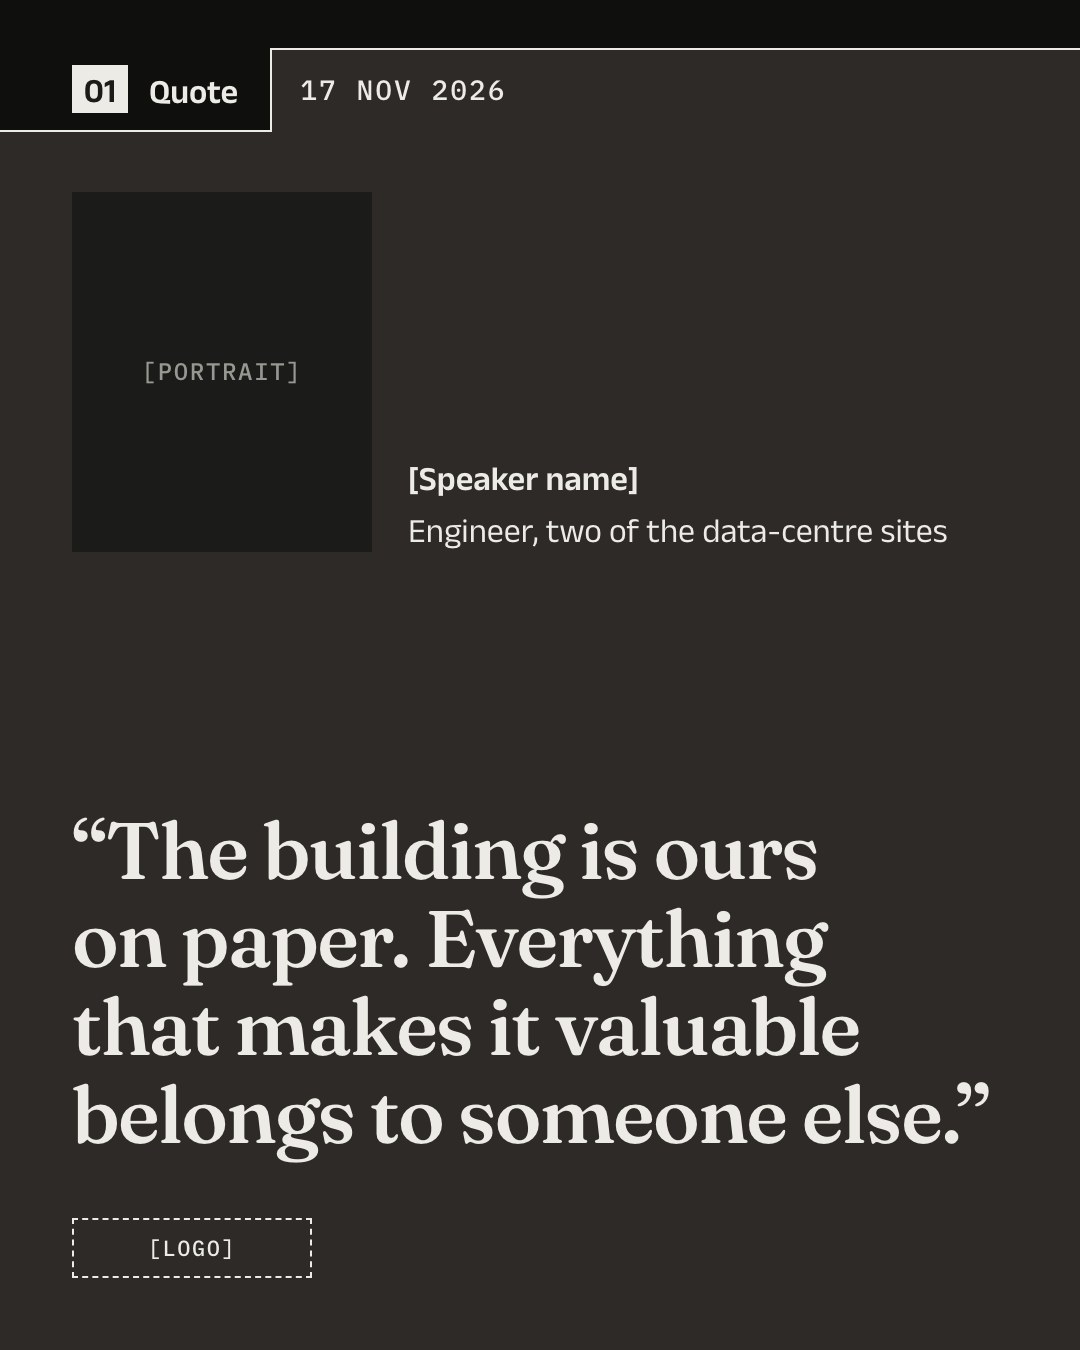 01 Quote
17 NOV 2026
[PORTRAIT]
[Speaker name]
Engineer, two of the data-centre sites
“The building is ours
on paper. Everything
that makes it valuable
belongs to someone else.”
[LOGO]